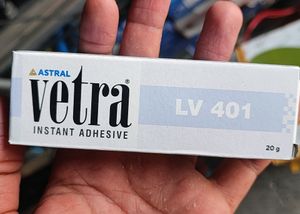 ASTRAL
vetra®
INSTANT ADHESIVE
LV 401
20 g